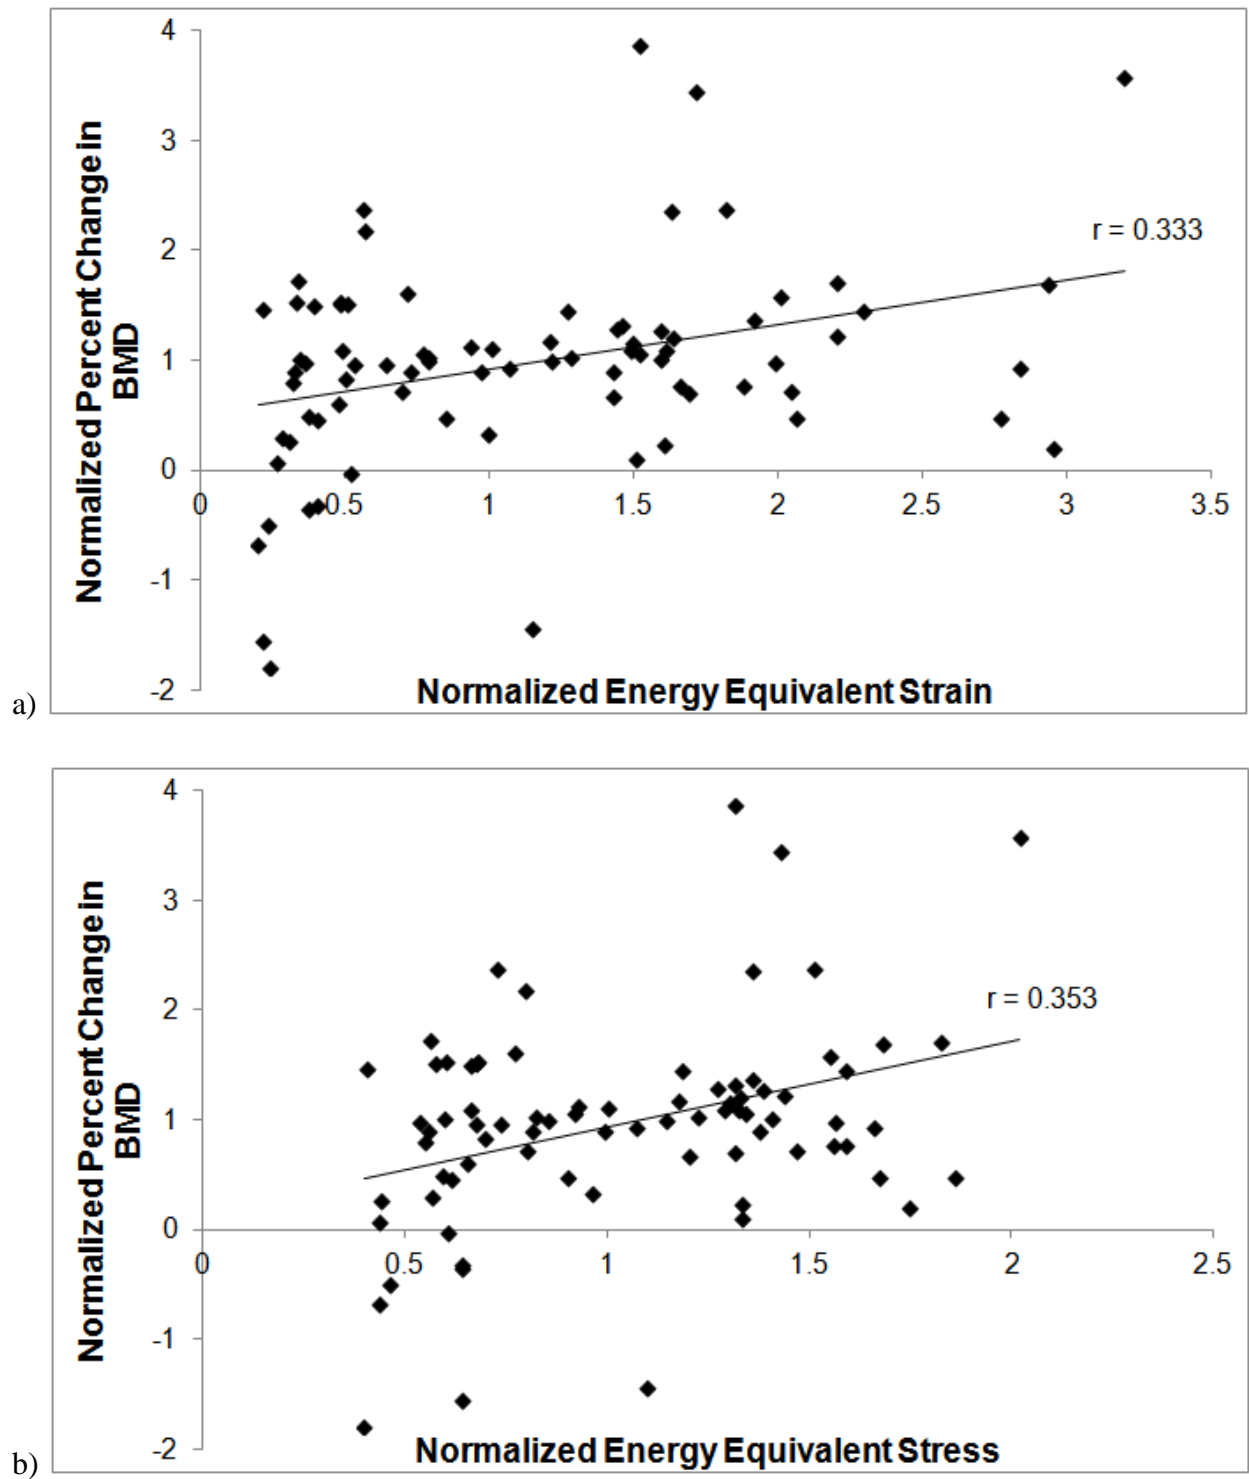 4
3
2
1
0
-1
-2
Normalized Percent Change in
BMD
r = 0.333
0 0.5 1 1.5 2 2.5 3 3.5
Normalized Energy Equivalent Strain
a)
4
3
2
1
0
-1
-2
Normalized Percent Change in
BMD
r = 0.353
0 0.5 1 1.5 2 2.5
Normalized Energy Equivalent Stress
b)